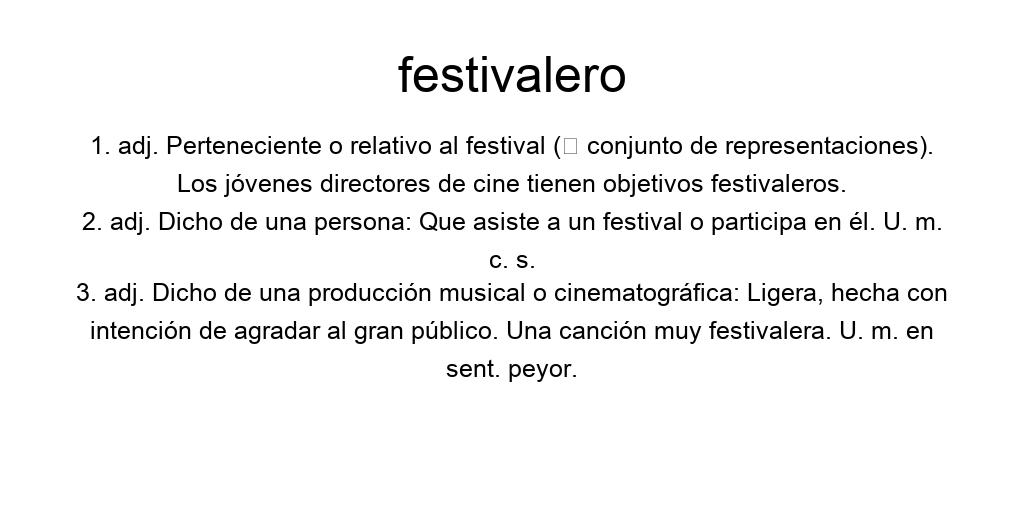 festivalero
1. adj. Perteneciente o relativo al festival (□ conjunto de representaciones).
Los jóvenes directores de cine tienen objetivos festivaleros.
2. adj. Dicho de una persona: Que asiste a un festival o participa en él. U. m.
c. s.
3. adj. Dicho de una producción musical o cinematográfica: Ligera, hecha con
intención de agradar al gran público. Una canción muy festivalera. U. m. en
sent. peyor.